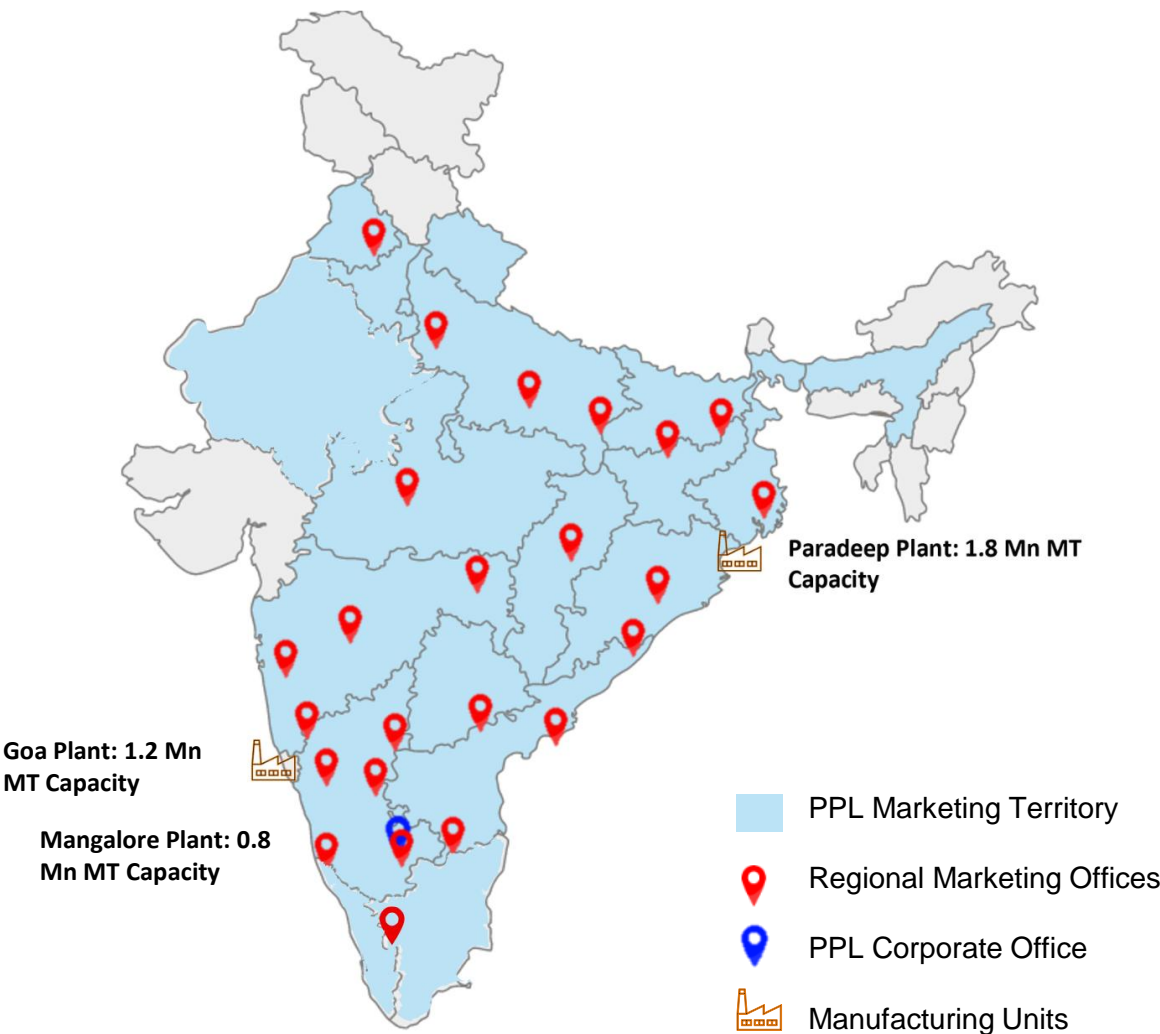 Paradeep Plant: 1.8 Mn MT
Capacity
Goa Plant: 1.2 Mn
MT Capacity
Mangalore Plant: 0.8
Mn MT Capacity
PPL Marketing Territory
Regional Marketing Offices
PPL Corporate Office
Manufacturing Units